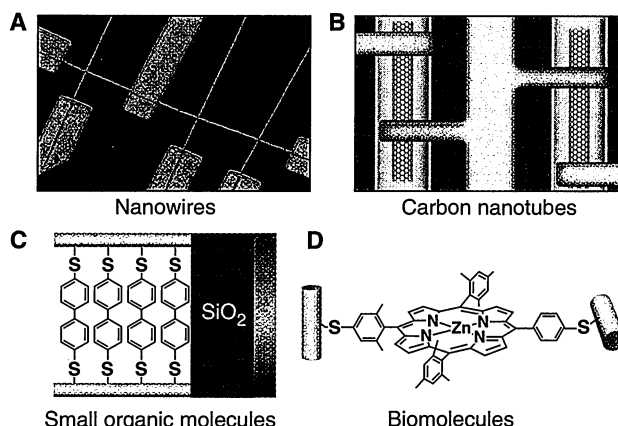 A
B
Nanowires
Carbon nanotubes
C
D
S S S S
SiO2
S S S S
S
N
N
Zn
N
N
S
Small organic molecules
Biomolecules